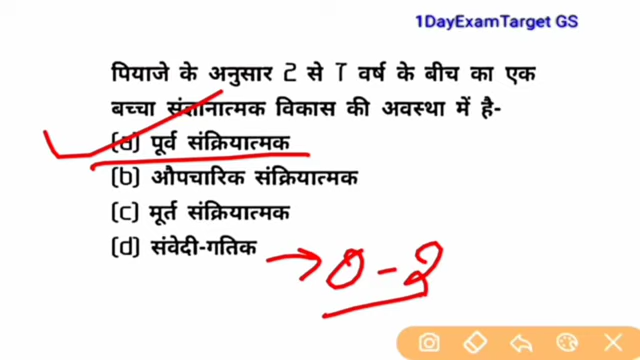 1DayExamTarget GS
पियाजे के अनुसार 2 से 7 वर्ष के बीच का एक
बच्चा संज्ञानात्मक विकास की अवस्था में है-
(a) पूर्व संक्रियात्मक
(b) औपचारिक संक्रियात्मक
(c) मूर्त संक्रियात्मक
(d) संवेदी-गतिक → 0-2